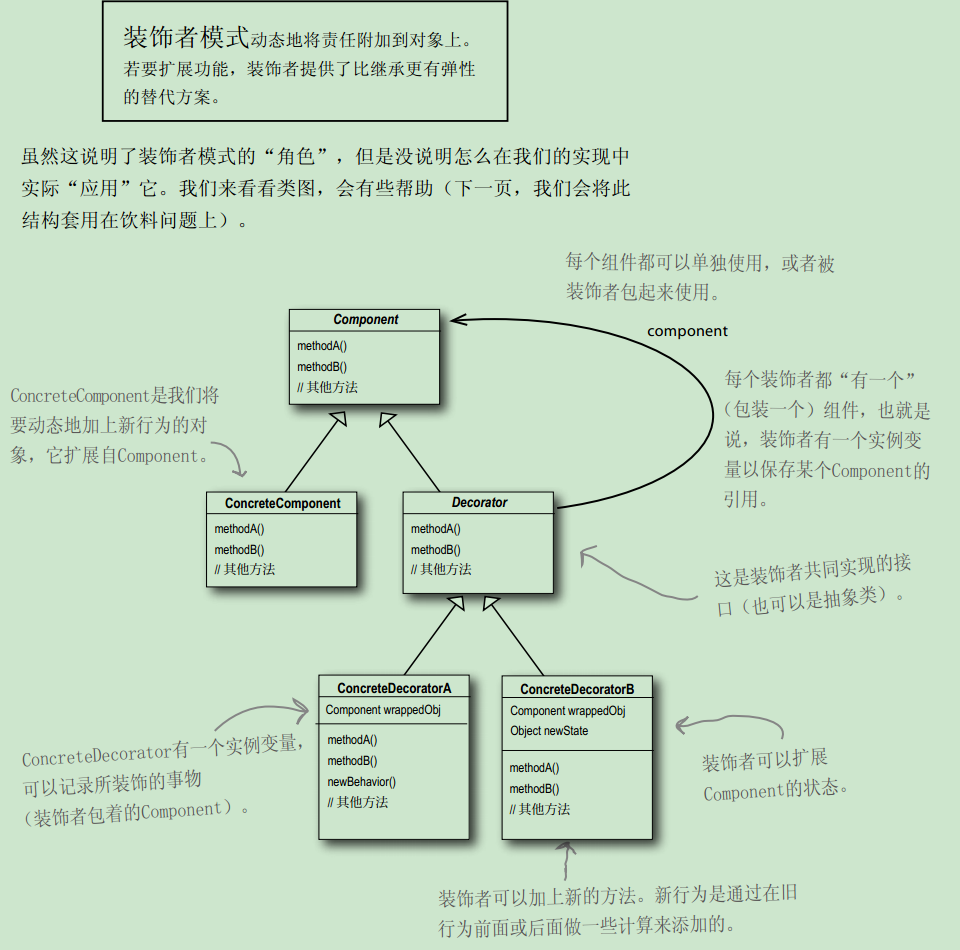 装饰者模式动态地将责任附加到对象上。
若要扩展功能，装饰者提供了比继承更有弹性
的替代方案。
虽然这说明了装饰者模式的“角色”，但是没说明怎么在我们的实现中
实际“应用”它。我们来看看类图，会有些帮助（下一页，我们会将此
结构套用在饮料问题上）。
每个组件都可以单独使用，或者被
装饰者包起来使用。
component
Component
methodA()
methodB()
// 其他方法
每个装饰者都“有一个”
（包装一个）组件，也就是
说，装饰者有一个实例变
量以保存某个Component的
引用。
ConcreteComponent是我们将
要动态地加上新行为的对
象，它扩展自Component。
ConcreteComponent
methodA()
methodB()
// 其他方法
Decorator
methodA()
methodB()
// 其他方法
这是装饰者共同实现的接
口（也可以是抽象类）。
ConcreteDecoratorA
Component wrappedObj
methodA()
methodB()
newBehavior()
// 其他方法
ConcreteDecoratorB
Component wrappedObj
Object newState
methodA()
methodB()
// 其他方法
ConcreteDecorator有一个实例变量，
可以记录所装饰的事物
（装饰者包着的Component）。
装饰者可以扩展
Component的状态。
装饰者可以加上新的方法。新行为是通过在旧
行为前面或后面做一些计算来添加的。